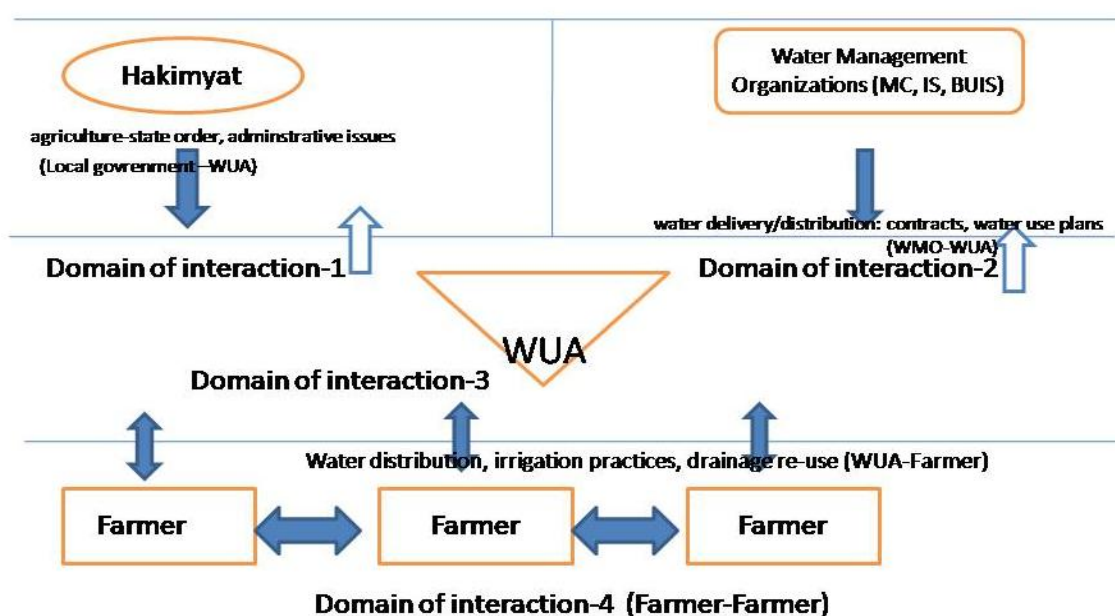 Hakimyat
agriculture-state order, adminstrative issues
(Local govrenment–WUA)
Water Management
Organizations (MC, IS, BUIS)
water delivery/distribution: contracts, water use plans
(WMO-WUA)
Domain of interaction-1
Domain of interaction-2
WUA
Domain of interaction-3
Water distribution, irrigation practices, drainage re-use (WUA-Farmer)
Farmer
Farmer
Farmer
Domain of interaction-4 (Farmer-Farmer)